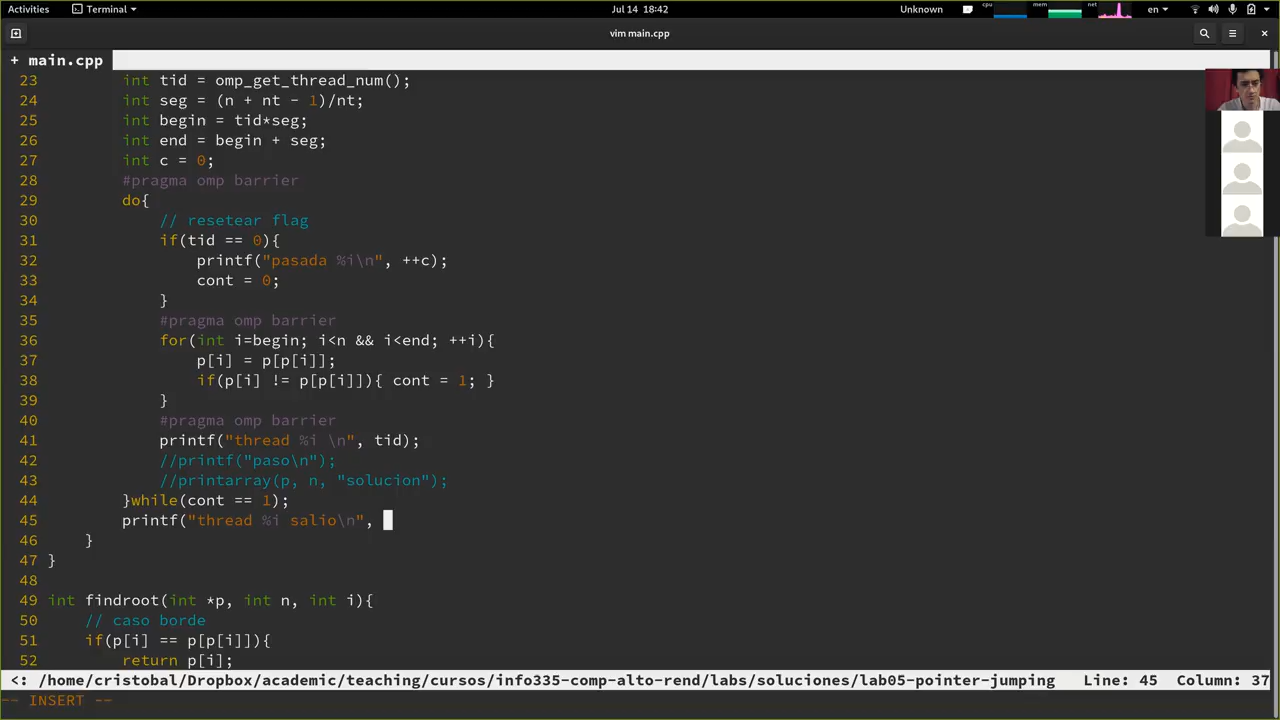 Activities Terminal Jul 14 18:42 Unknown cpu mem net en
vim main.cpp
+ main.cpp
23 int tid = omp_get_thread_num();
24 int seg = (n + nt - 1)/nt;
25 int begin = tid*seg;
26 int end = begin + seg;
27 int c = 0;
28 #pragma omp barrier
29 do{
30 // resetear flag
31 if(tid == 0){
32 printf("pasada %i\n", ++c);
33 cont = 0;
34 }
35 #pragma omp barrier
36 for(int i=begin; i<n && i<end; ++i){
37 p[i] = p[p[i]];
38 if(p[i] != p[p[i]]){ cont = 1; }
39 }
40 #pragma omp barrier
41 printf("thread %i \n", tid);
42 //printf("paso\n");
43 //printarray(p, n, "solucion");
44 }while(cont == 1);
45 printf("thread %i salio\n",
46 }
47 }
48
49 int findroot(int *p, int n, int i){
50 // caso borde
51 if(p[i] == p[p[i]]){
52 return p[i];
<: /home/cristobal/Dropbox/academic/teaching/cursos/info335-comp-alto-rend/labs/soluciones/lab05-pointer-jumping Line: 45 Column: 37
-- INSERT --